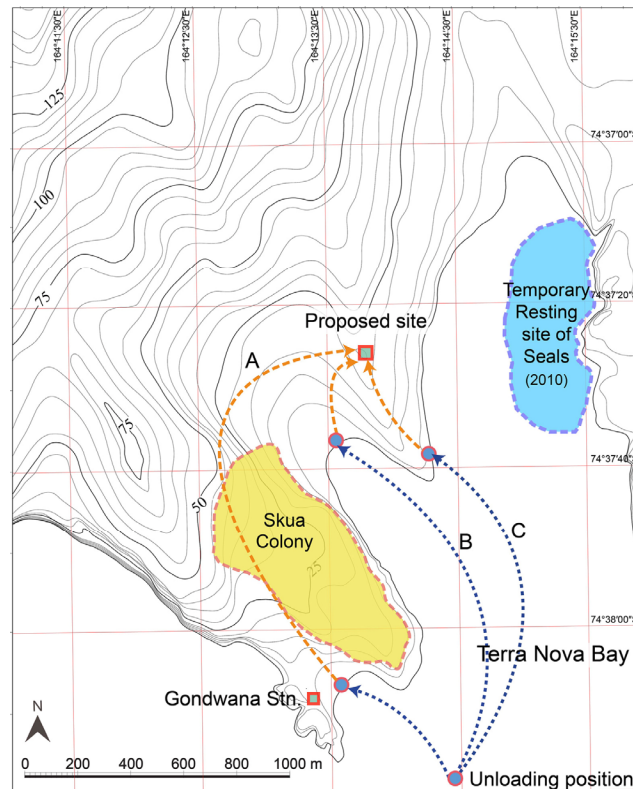 164°11'30"E
164°12'30"E
164°13'30"E
164°14'30"E
164°15'30"E
125
74°37'00"S
100
75
74°37'20"S
Temporary
Resting
site of
Seals
(2010)
Proposed site
A
75
74°37'40"S
50
Skua
Colony
B
C
25
74°38'00"S
Terra Nova Bay
Gondwana Stn.
N
0 200 400 600 800 1000 m
Unloading position